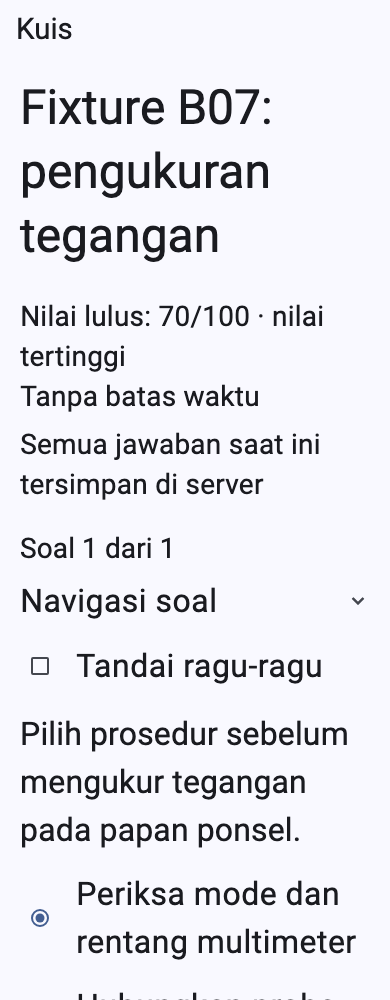 Kuis
Fixture B07:
pengukuran
tegangan
Nilai lulus: 70/100 · nilai
tertinggi
Tanpa batas waktu
Semua jawaban saat ini
tersimpan di server
Soal 1 dari 1
Navigasi soal
Tandai ragu-ragu
Pilih prosedur sebelum
mengukur tegangan
pada papan ponsel.
Periksa mode dan
rentang multimeter